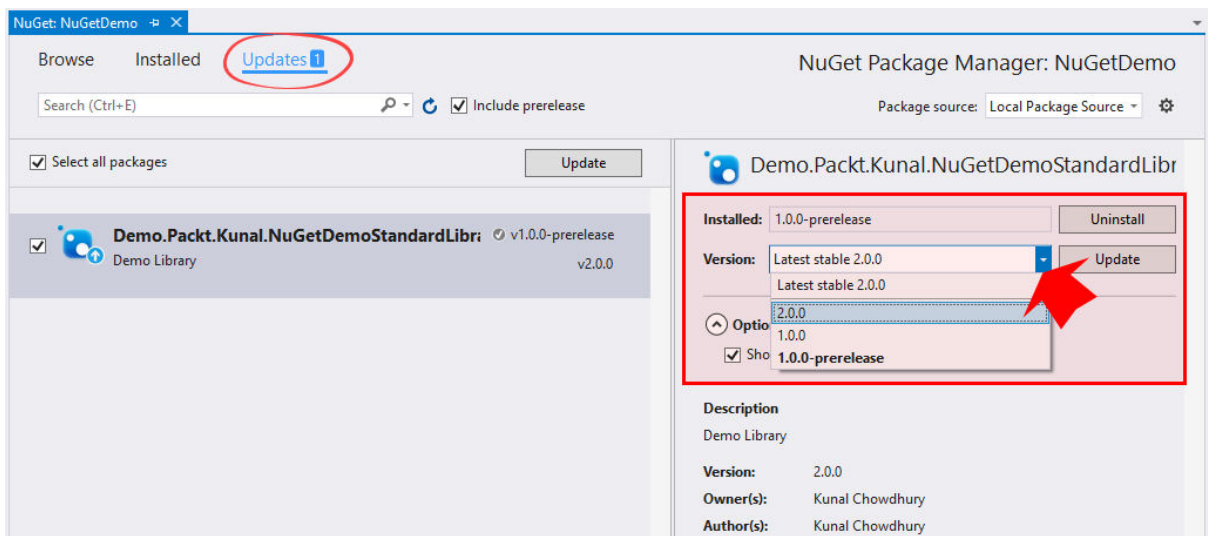 NuGet: NuGetDemo
Browse Installed Updates 1
NuGet Package Manager: NuGetDemo
Search (Ctrl+E)
Include prerelease
Package source: Local Package Source
Select all packages
Update
Demo.Packt.Kunal.NuGetDemoStandardLibra
v1.0.0-prerelease
Demo Library
v2.0.0
Demo.Packt.Kunal.NuGetDemoStandardLibr
Installed: 1.0.0-prerelease
Uninstall
Version: Latest stable 2.0.0
Update
Latest stable 2.0.0
2.0.0
Optio
1.0.0
Sho
1.0.0-prerelease
Description
Demo Library
Version: 2.0.0
Owner(s): Kunal Chowdhury
Author(s): Kunal Chowdhury